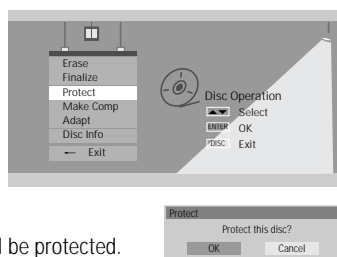 Erase
Finalize
Protect
Make Comp
Adapt
Disc Info
← Exit
Disc Operation
▲▼ Select
ENTER OK
DISC Exit
be protected.
Protect
Protect this disc?
OK Cancel